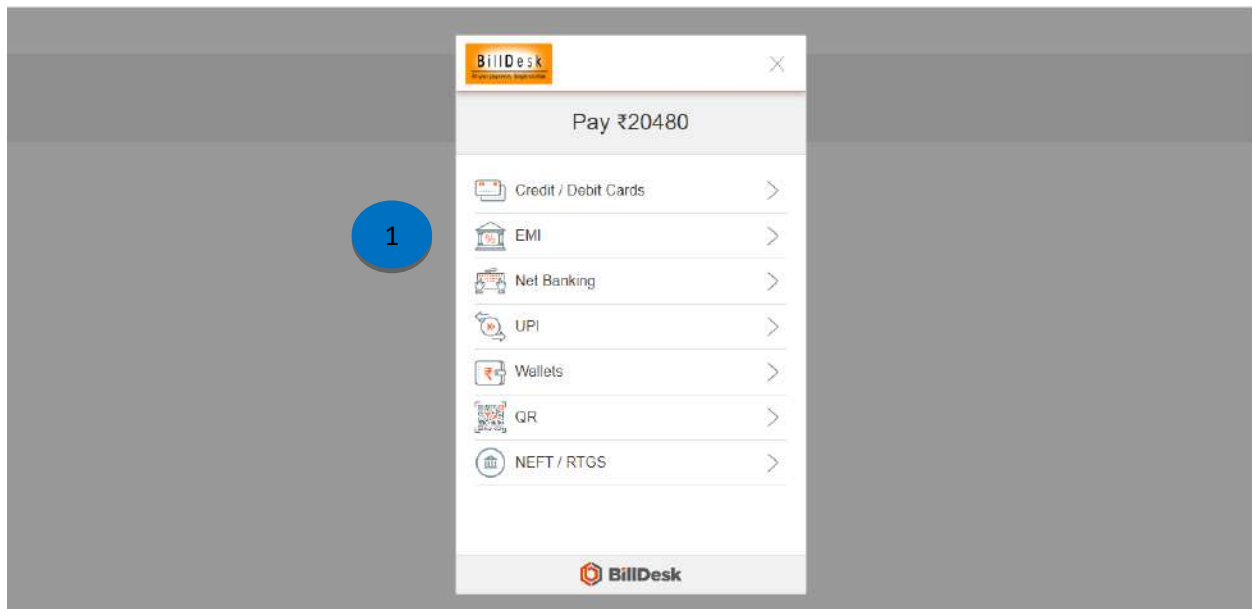 BillDesk
Pay ₹20480
Credit / Debit Cards
1
EMI
Net Banking
UPI
Wallets
QR
NEFT / RTGS
BillDesk